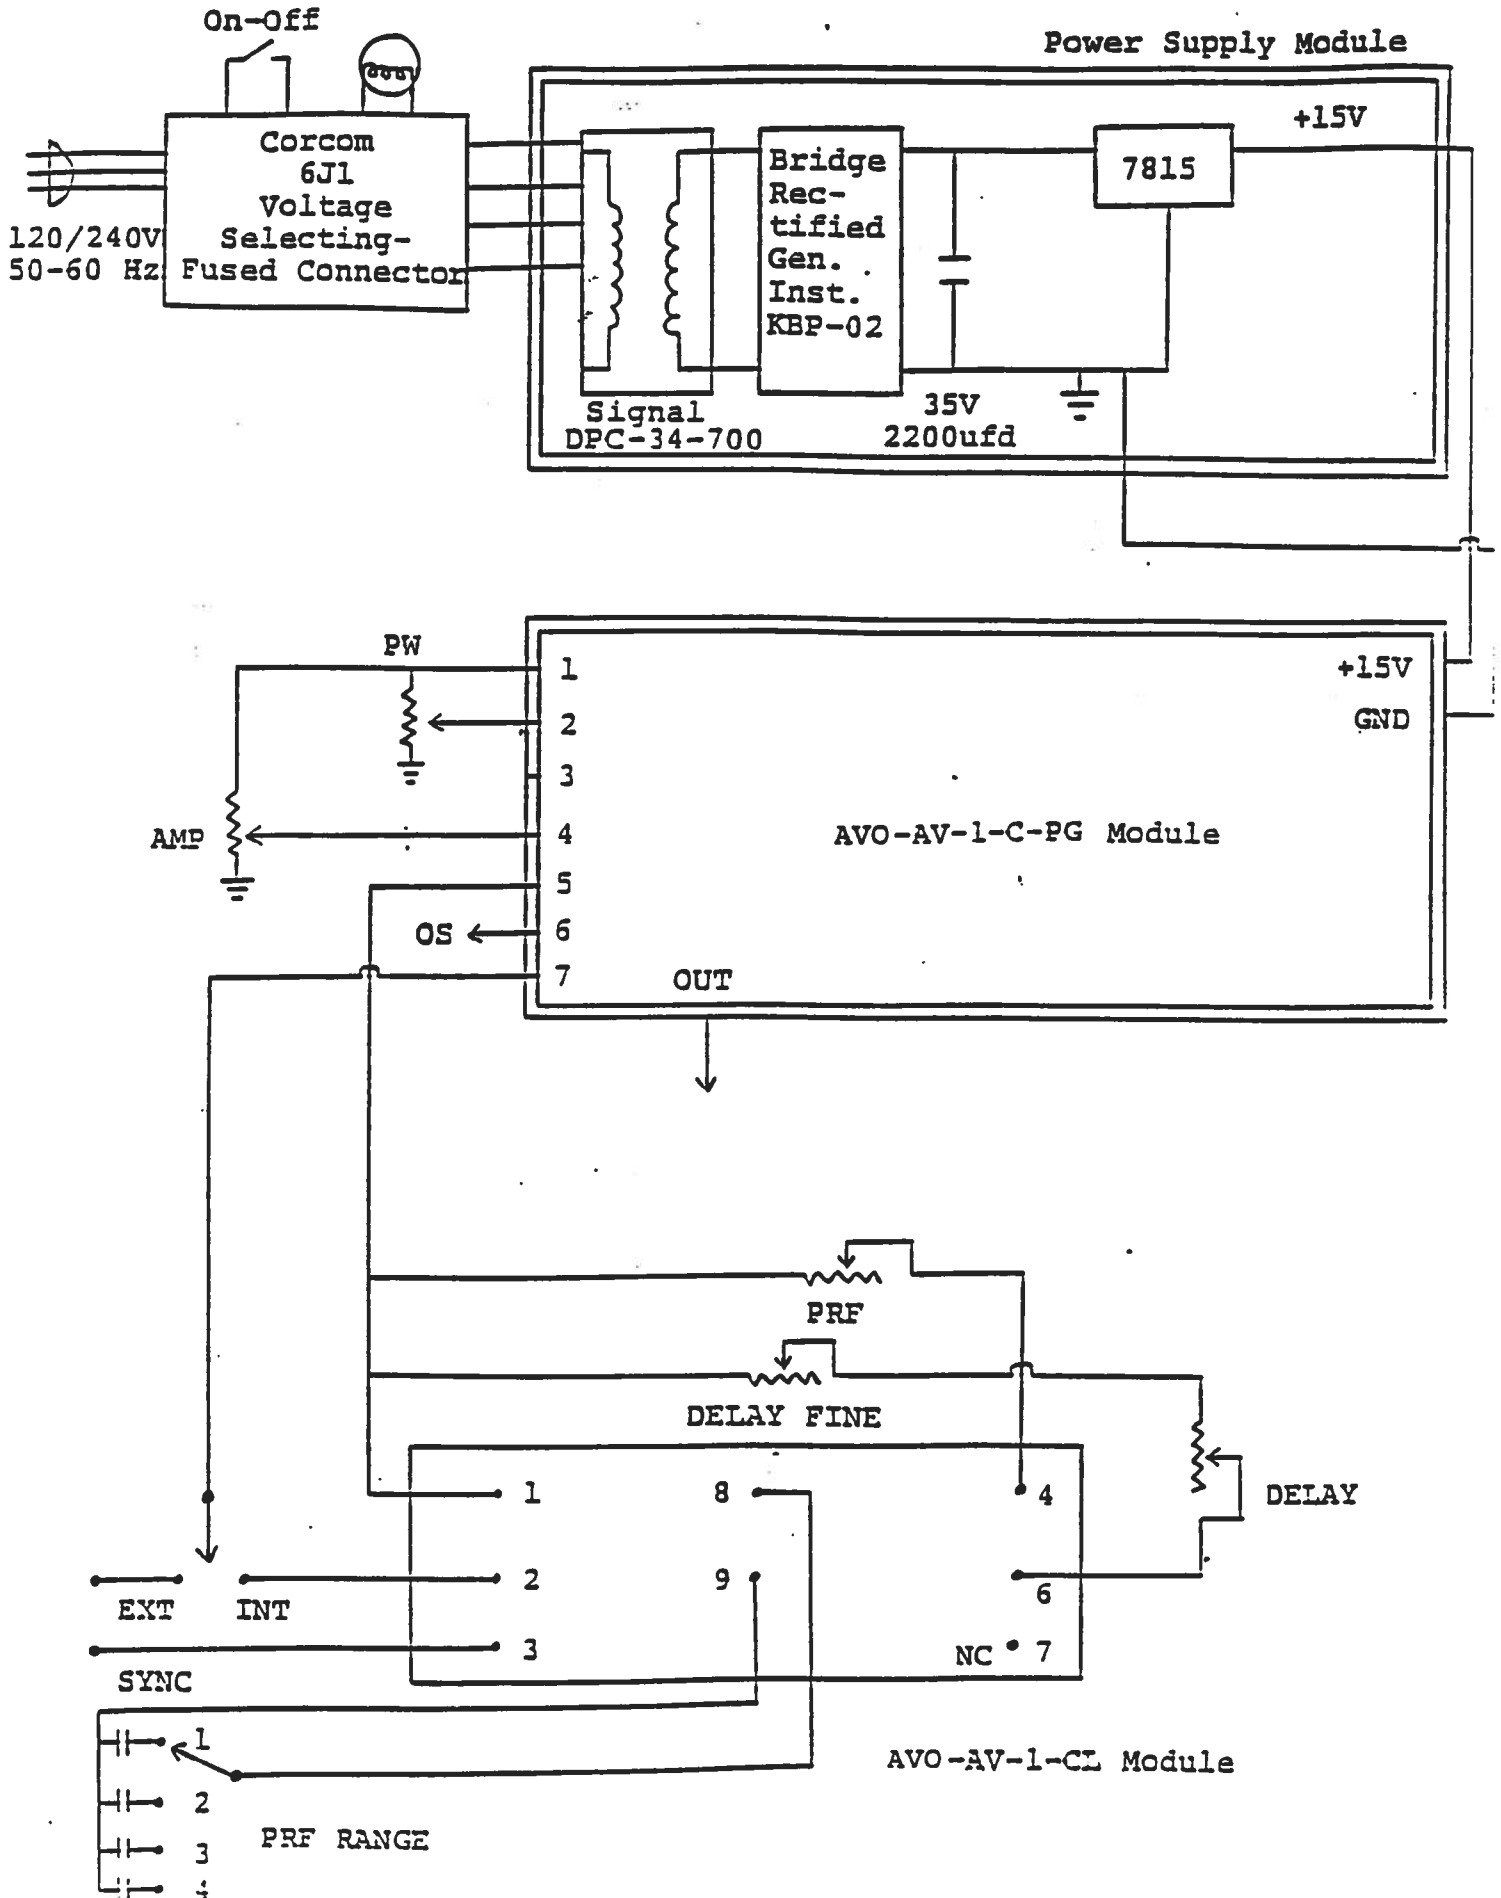 On-Off
Power Supply Module
+15V
Corcom
6J1
Voltage
Selecting-
Fused Connector
120/240V
50-60 Hz
Bridge
Rec-
tified
Gen.
Inst.
KBP-02
7815
Signal
DPC-34-700
35V
2200ufd
PW
1
2
3
4
5
6
7
AMP
OS
OUT
+15V
GND
AVO-AV-1-C-PG Module
PRF
DELAY FINE
DELAY
1
8
4
2
9
6
3
NC
7
EXT
INT
SYNC
1
2
3
PRF RANGE
AVO-AV-1-CL Module